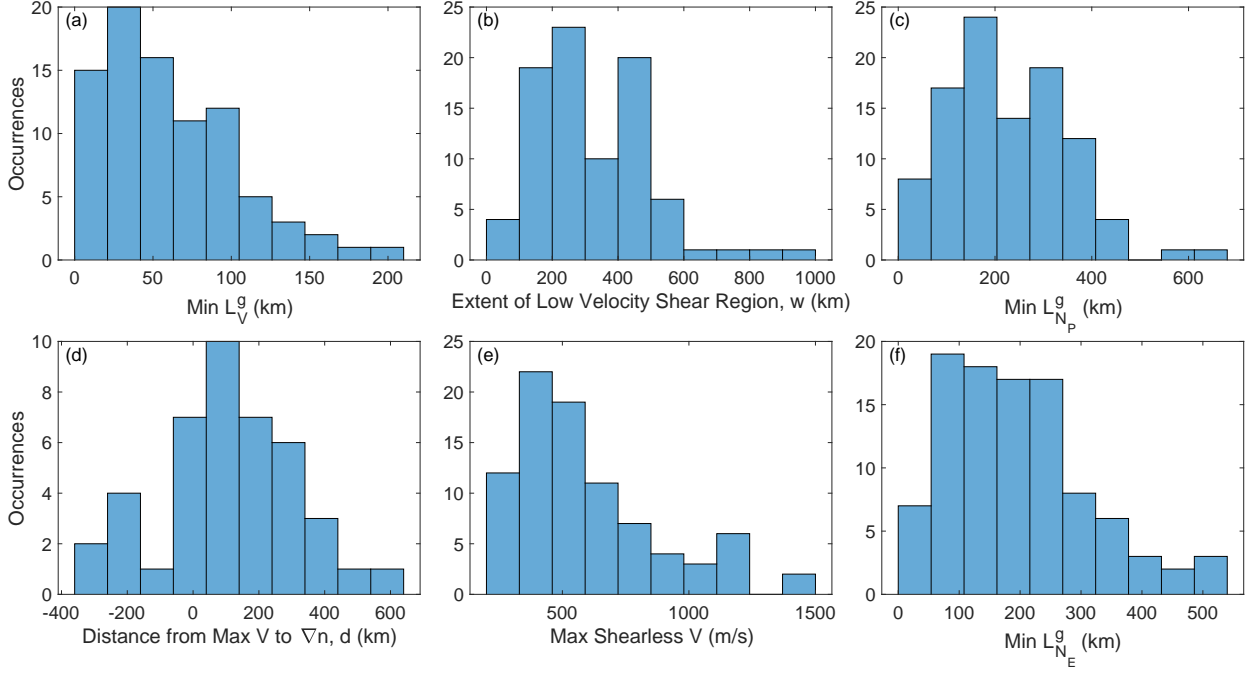 (a)
20
15
10
5
0
Occurrences
0 50 100 150 200
Min L_V^g (km)
(b)
25
20
15
10
5
0
0 200 400 600 800 1000
Extent of Low Velocity Shear Region, w (km)
(c)
25
20
15
10
5
0
0 200 400 600
Min L_{N_P}^g (km)
(d)
10
8
6
4
2
0
Occurrences
-400 -200 0 200 400 600
Distance from Max V to ∇n, d (km)
(e)
25
20
15
10
5
0
500 1000 1500
Max Shearless V (m/s)
(f)
20
15
10
5
0
0 100 200 300 400 500
Min L_{N_E}^g (km)